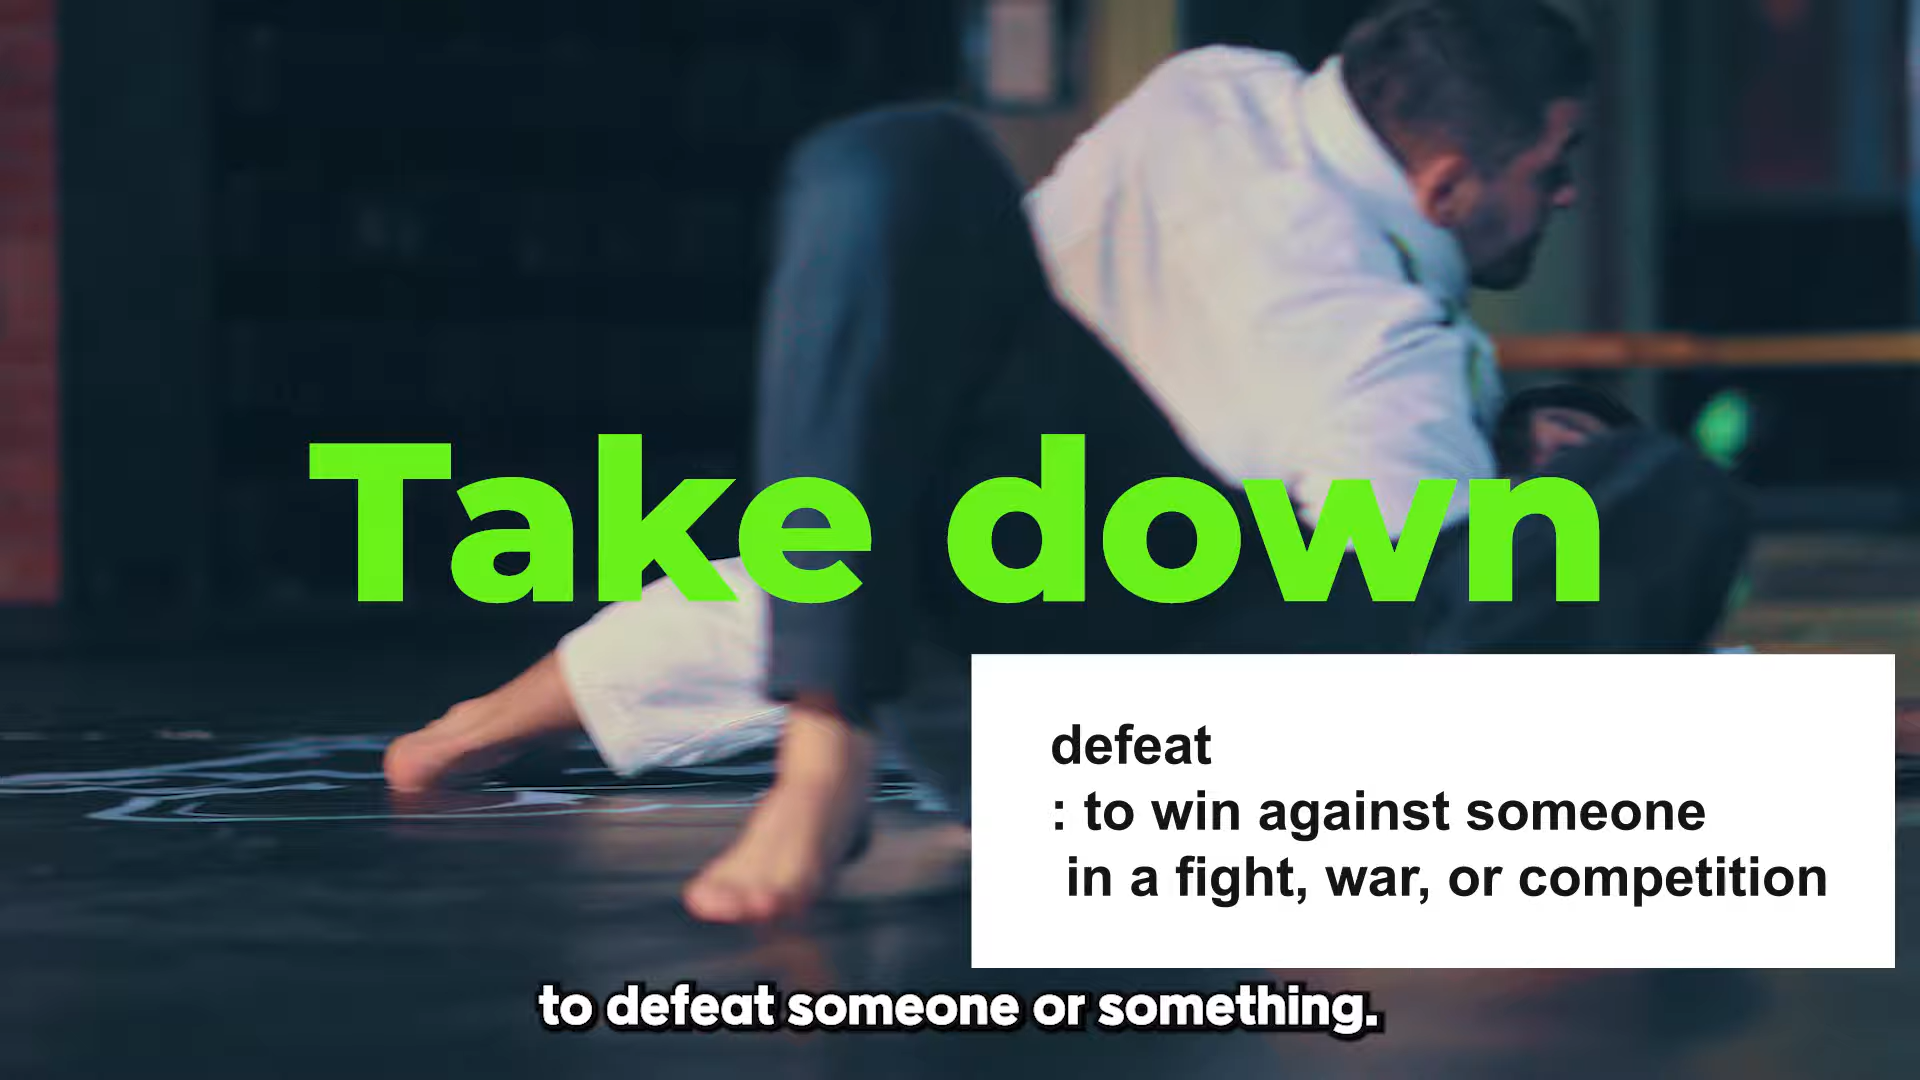 Take down
defeat
: to win against someone
in a fight, war, or competition
to defeat someone or something.